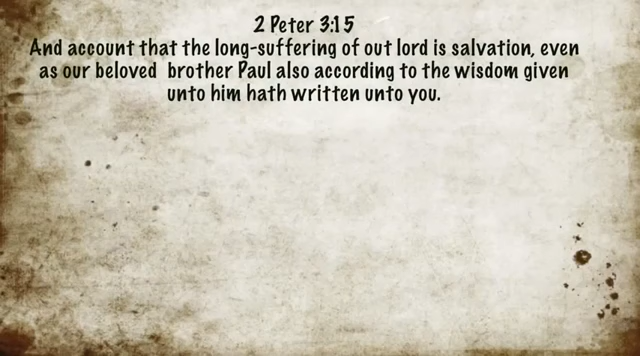 2 Peter 3:15
And account that the long-suffering of out lord is salvation, even
as our beloved brother Paul also according to the wisdom given
unto him hath written unto you.